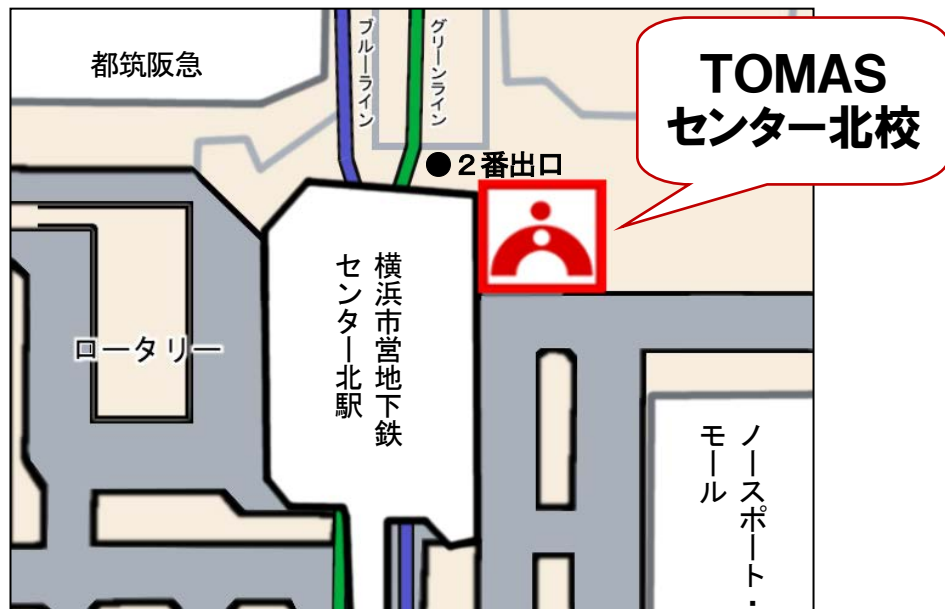 都筑阪急
ブルーライン
グリーンライン
TOMAS
センター北校
●2番出口
横浜市営地下鉄
センター北駅
ロータリー
ノースポート・
モール